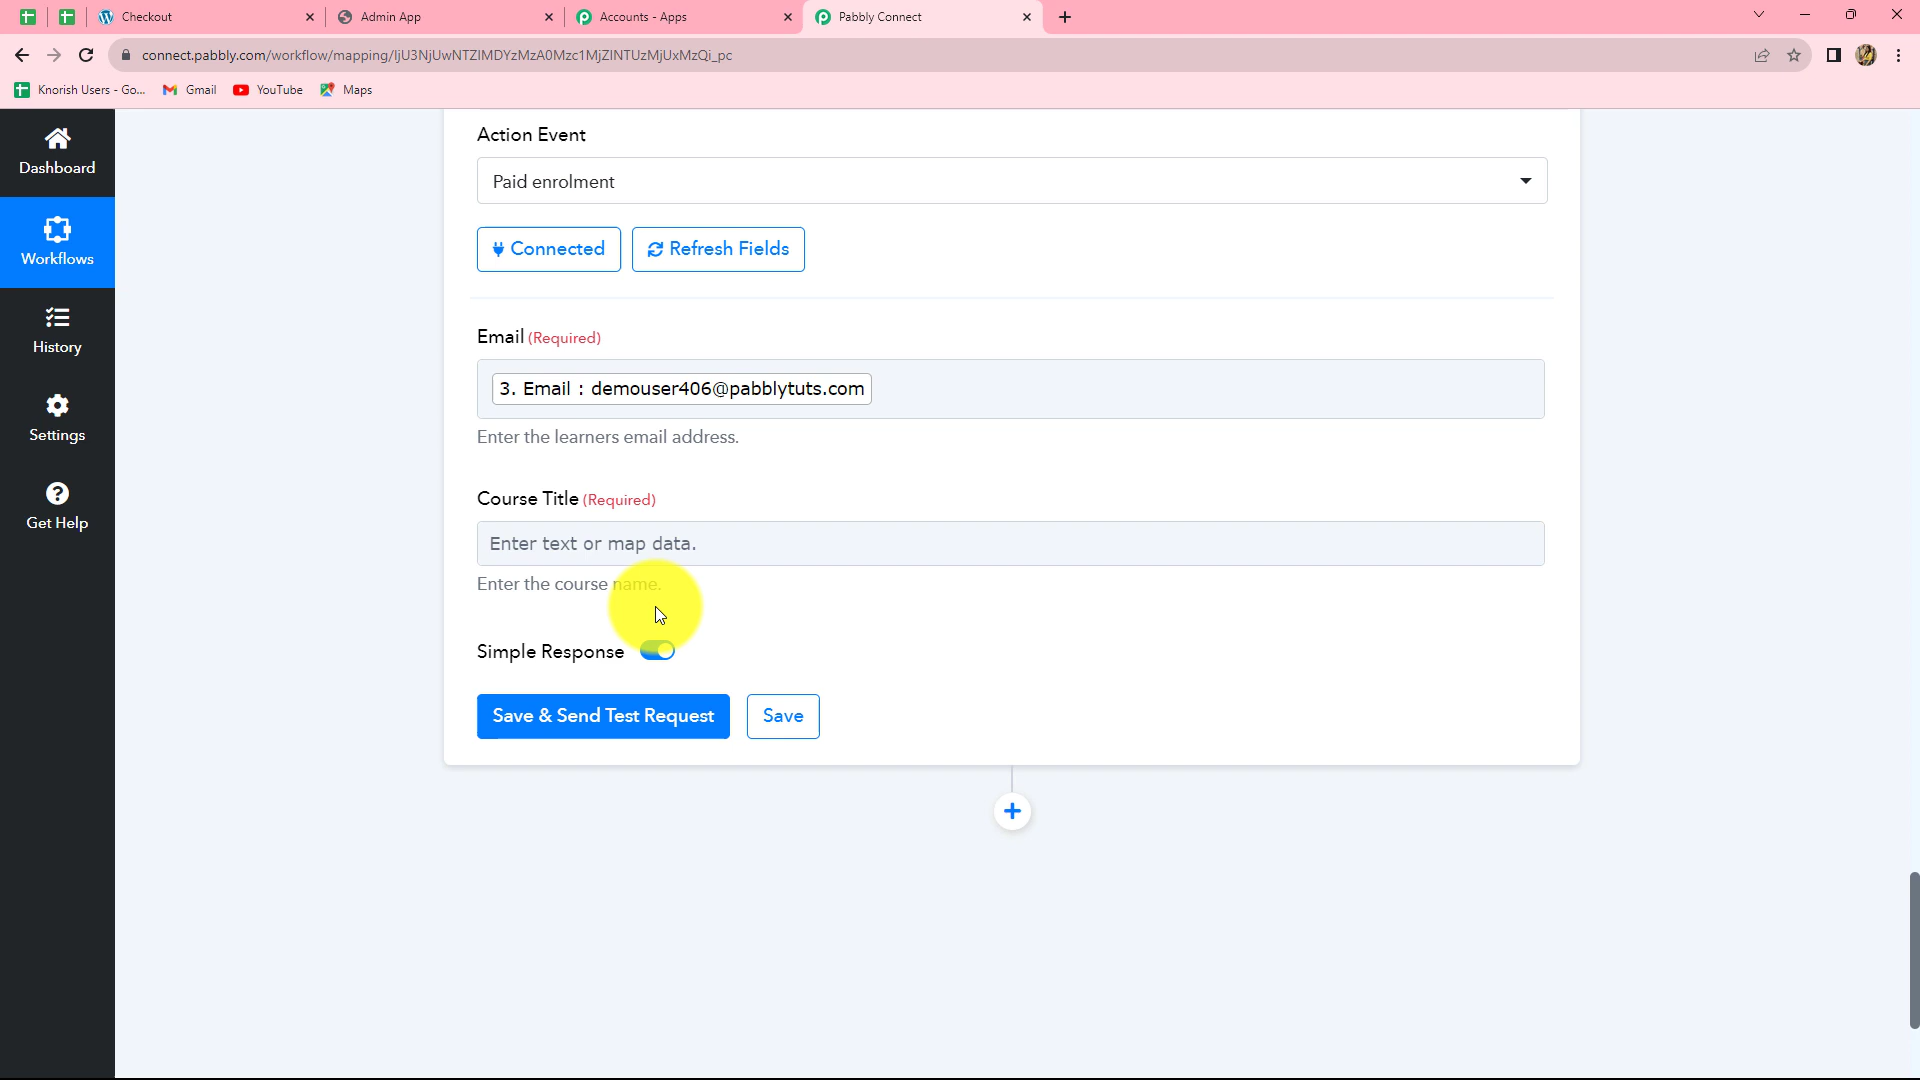 Checkout
Admin App
Accounts - Apps
Pabbly Connect
connect.pabbly.com/workflow/mapping/IjU3NjUwNTZIMDYzMzA0Mzc1MjZINTUzMjUxMzQi_pc
Knorish Users - Go...
Gmail
YouTube
Maps
Dashboard
Workflows
History
Settings
Get Help
Action Event
Paid enrolment
Connected
Refresh Fields
Email (Required)
3. Email : demouser406@pabblytuts.com
Enter the learners email address.
Course Title (Required)
Enter text or map data.
Enter the course name.
Simple Response
Save & Send Test Request
Save